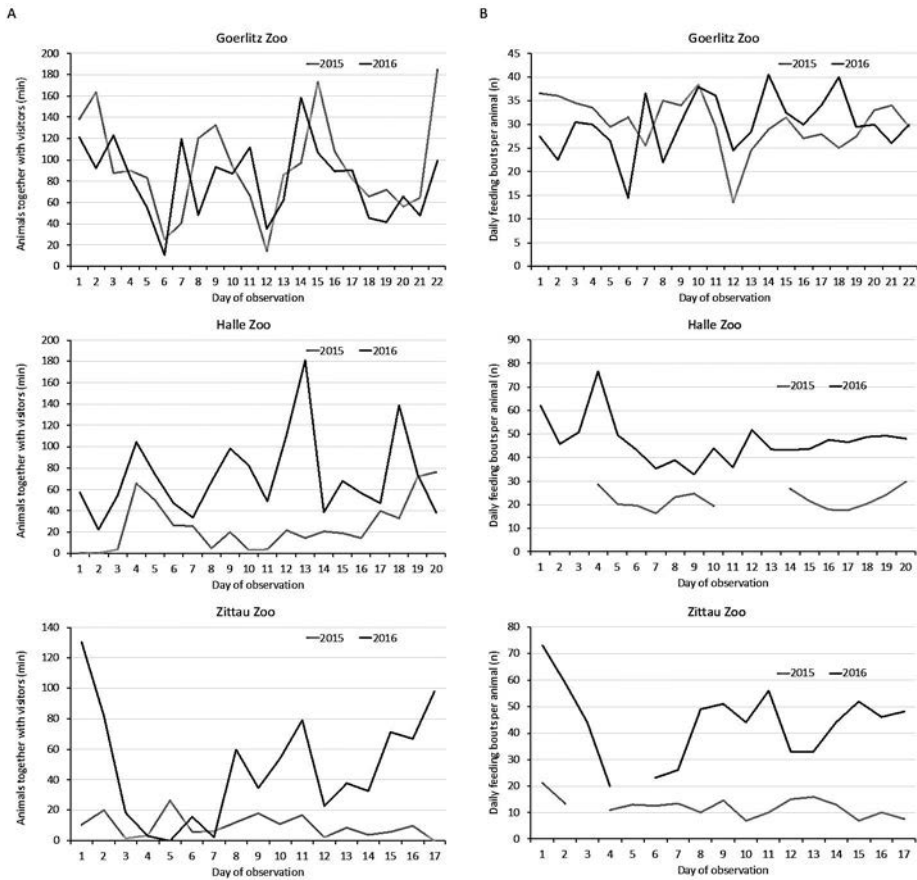 A
Goerlitz Zoo
2015 2016
Animals together with visitors (min)
200
180
160
140
120
100
80
60
40
20
0
1 2 3 4 5 6 7 8 9 10 11 12 13 14 15 16 17 18 19 20 21 22
Day of observation
Halle Zoo
2015 2016
Animals together with visitors (min)
200
180
160
140
120
100
80
60
40
20
0
1 2 3 4 5 6 7 8 9 10 11 12 13 14 15 16 17 18 19 20
Day of observation
Zittau Zoo
2015 2016
Animals together with visitors (min)
140
120
100
80
60
40
20
0
1 2 3 4 5 6 7 8 9 10 11 12 13 14 15 16 17
Day of observation
B
Goerlitz Zoo
2015 2016
Daily feeding bouts per animal (n)
45
40
35
30
25
20
15
10
5
0
1 2 3 4 5 6 7 8 9 10 11 12 13 14 15 16 17 18 19 20 21 22
Day of observation
Halle Zoo
2015 2016
Daily feeding bouts per animal (n)
90
80
70
60
50
40
30
20
10
0
1 2 3 4 5 6 7 8 9 10 11 12 13 14 15 16 17 18 19 20
Day of observation
Zittau Zoo
2015 2016
Daily feeding bouts per animal (n)
80
70
60
50
40
30
20
10
0
1 2 3 4 5 6 7 8 9 10 11 12 13 14 15 16 17
Day of observation